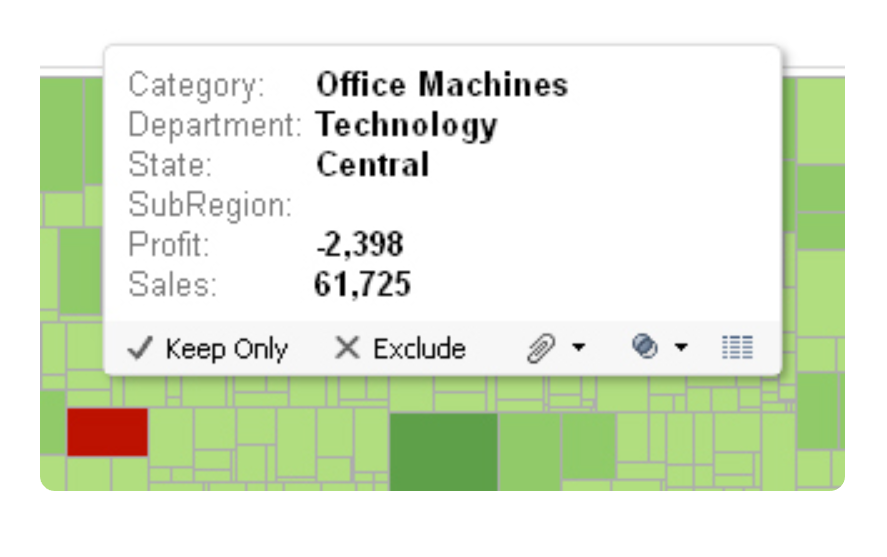 Category: Office Machines
Department: Technology
State: Central
SubRegion:
Profit: -2,398
Sales: 61,725
Keep Only Exclude